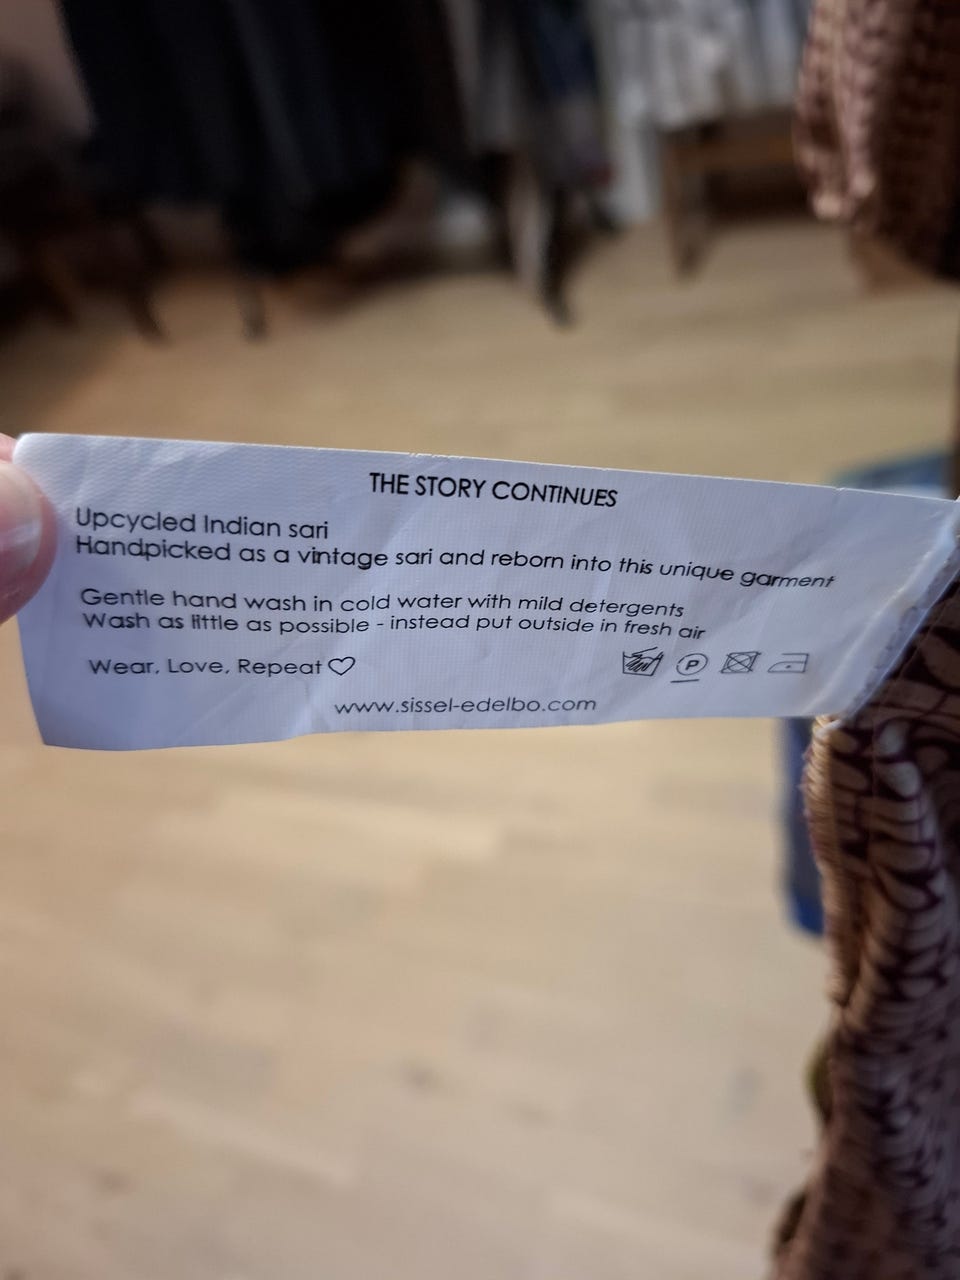 THE STORY CONTINUES
Upcycled Indian sari
Handpicked as a vintage sari and reborn into this unique garment
Gentle hand wash in cold water with mild detergents
Wash as little as possible - instead put outside in fresh air
Wear, Love, Repeat♡
P
www.sissel-edelbo.com